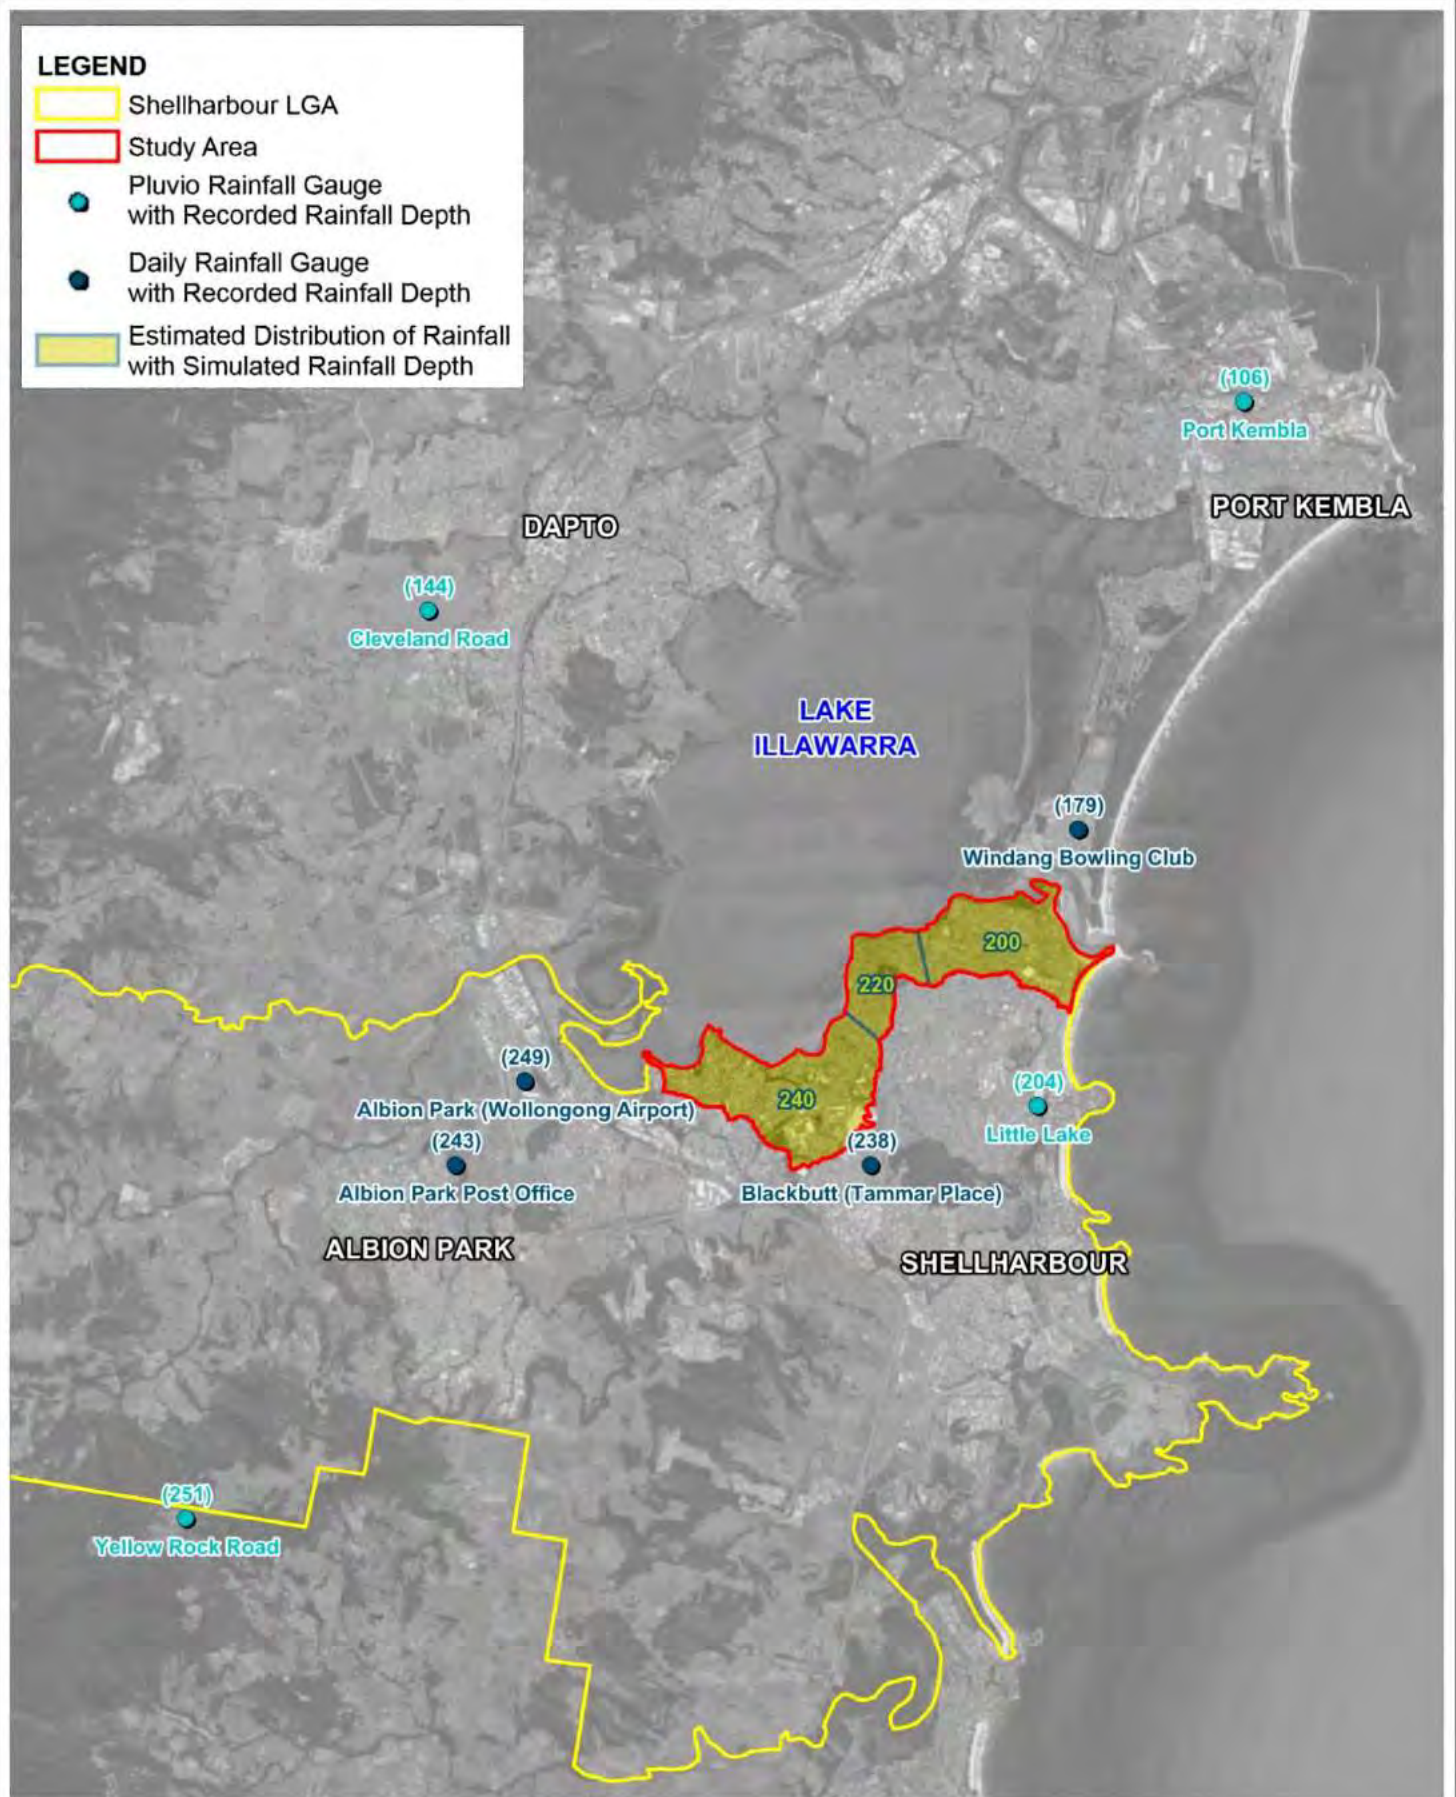 LEGEND
Shellharbour LGA
Study Area
Pluvio Rainfall Gauge
with Recorded Rainfall Depth
Daily Rainfall Gauge
with Recorded Rainfall Depth
Estimated Distribution of Rainfall
with Simulated Rainfall Depth
(106)
Port Kembla
PORT KEMBLA
DAPTO
(144)
Cleveland Road
LAKE
ILLAWARRA
(179)
Windang Bowling Club
200
220
240
(249)
Albion Park (Wollongong Airport)
(204)
Little Lake
(243)
Albion Park Post Office
(238)
Blackbutt (Tammar Place)
ALBION PARK
SHELLHARBOUR
(251)
Yellow Rock Road